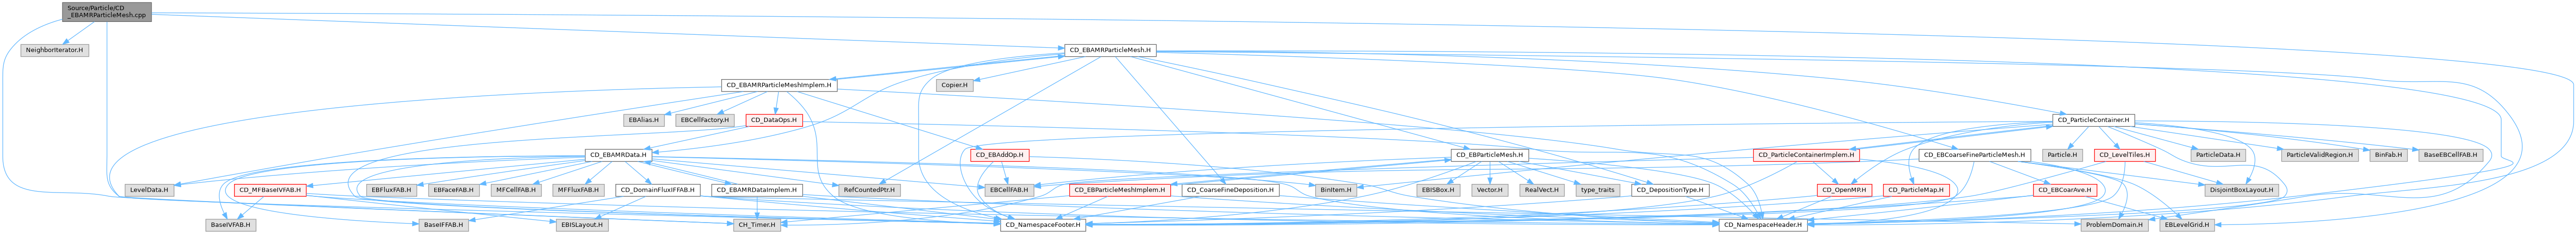 Source/Particle/CD
_EBAMRParticleMesh.cpp
NeighborIterator.H
CD_EBAMRParticleMesh.H
CD_EBAMRParticleMeshImplem.H
Copier.H
EBAlias.H
EBCellFactory.H
CD_DataOps.H
CD_ParticleContainer.H
CD_EBAMRData.H
CD_EBAddOp.H
CD_EBParticleMesh.H
CD_ParticleContainerImplem.H
CD_EBCoarseFineParticleMesh.H
Particle.H
CD_LevelTiles.H
ParticleData.H
ParticleValidRegion.H
BinFab.H
BaseEBCellFAB.H
LevelData.H
CD_MFBaseIVFAB.H
EBFluxFAB.H
EBFaceFAB.H
MFCellFAB.H
MFFluxFAB.H
CD_DomainFluxIFFAB.H
CD_EBAMRDataImplem.H
RefCountedPtr.H
EBCellFAB.H
CD_EBParticleMeshImplem.H
CD_CoarseFineDeposition.H
BinItem.H
EBISBox.H
Vector.H
RealVect.H
type_traits
CD_DepositionType.H
CD_OpenMP.H
CD_ParticleMap.H
CD_EBCoarAve.H
DisjointBoxLayout.H
BaseIVFAB.H
BaseIFFAB.H
EBISLayout.H
CH_Timer.H
CD_NamespaceFooter.H
CD_NamespaceHeader.H
ProblemDomain.H
EBLevelGrid.H